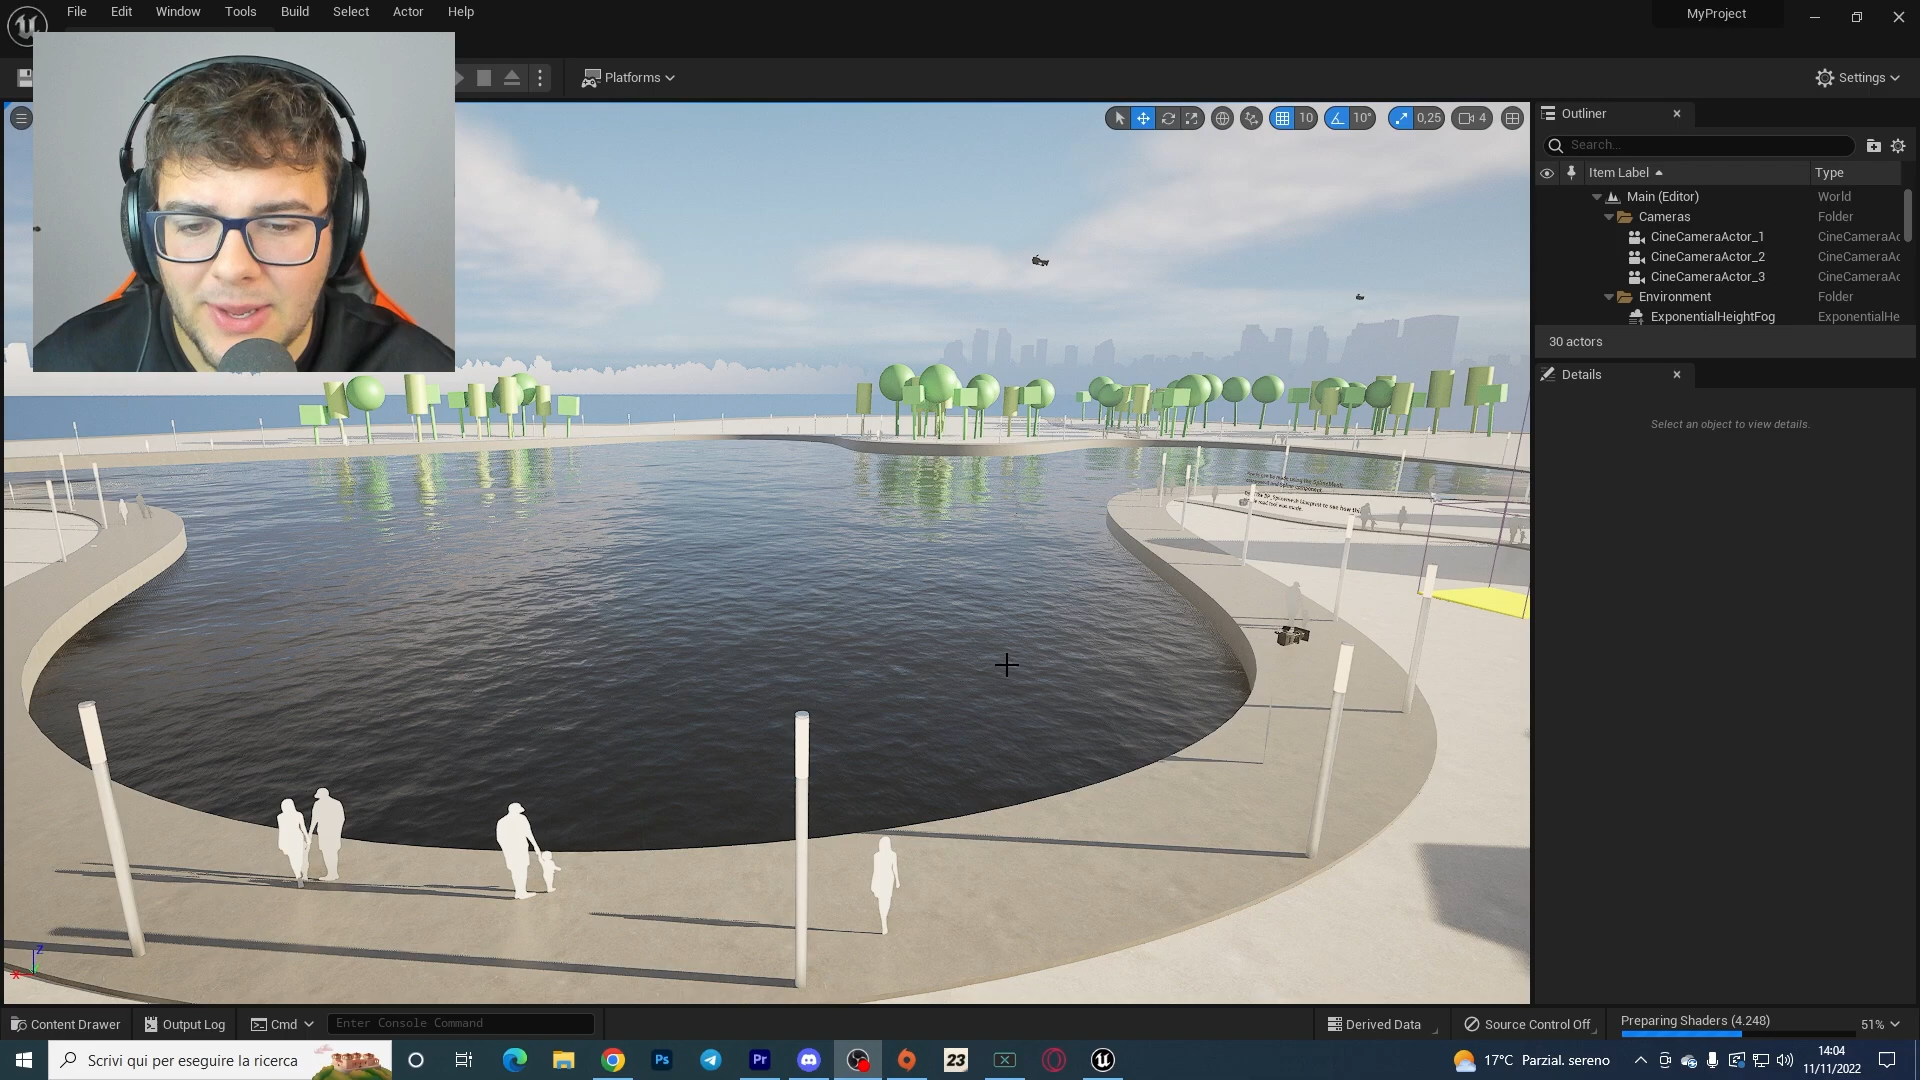 File Edit Window Tools Build Select Actor Help
MyProject
Platforms
Settings
10
10°
0,25
4
Outliner
Search...
Item Label Type
Main (Editor) World
Cameras Folder
CineCameraActor_1 CineCameraAc
CineCameraActor_2 CineCameraAc
CineCameraActor_3 CineCameraAc
Environment Folder
ExponentialHeightFog ExponentialHe
30 actors
Details
Select an object to view details.
Z
X
Content Drawer Output Log Cmd Enter Console Command Derived Data Source Control Off Preparing Shaders (4.248) 51%
Scrivi qui per eseguire la ricerca
Ps
Pr
23
17°C Parzial. sereno
14:04
11/11/2022